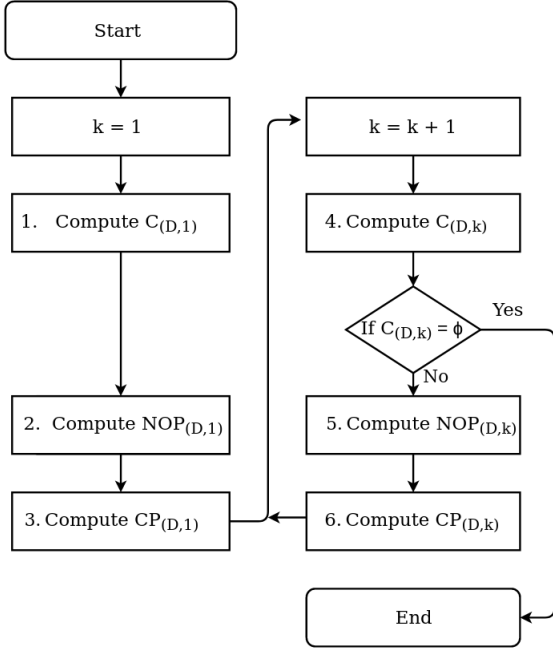 Start
k = 1
1. Compute C(D,1)
2. Compute NOP(D,1)
3. Compute CP(D,1)
k = k + 1
4. Compute C(D,k)
If C(D,k) = ϕ
Yes
No
5. Compute NOP(D,k)
6. Compute CP(D,k)
End